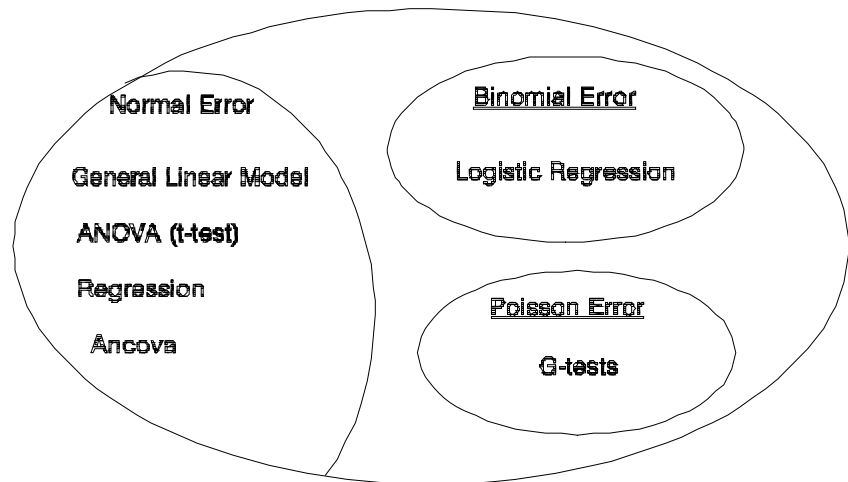 Normal Error
General Linear Model
ANOVA (t-test)
Regression
Ancova
Binomial Error
Logistic Regression
Poisson Error
G-tests